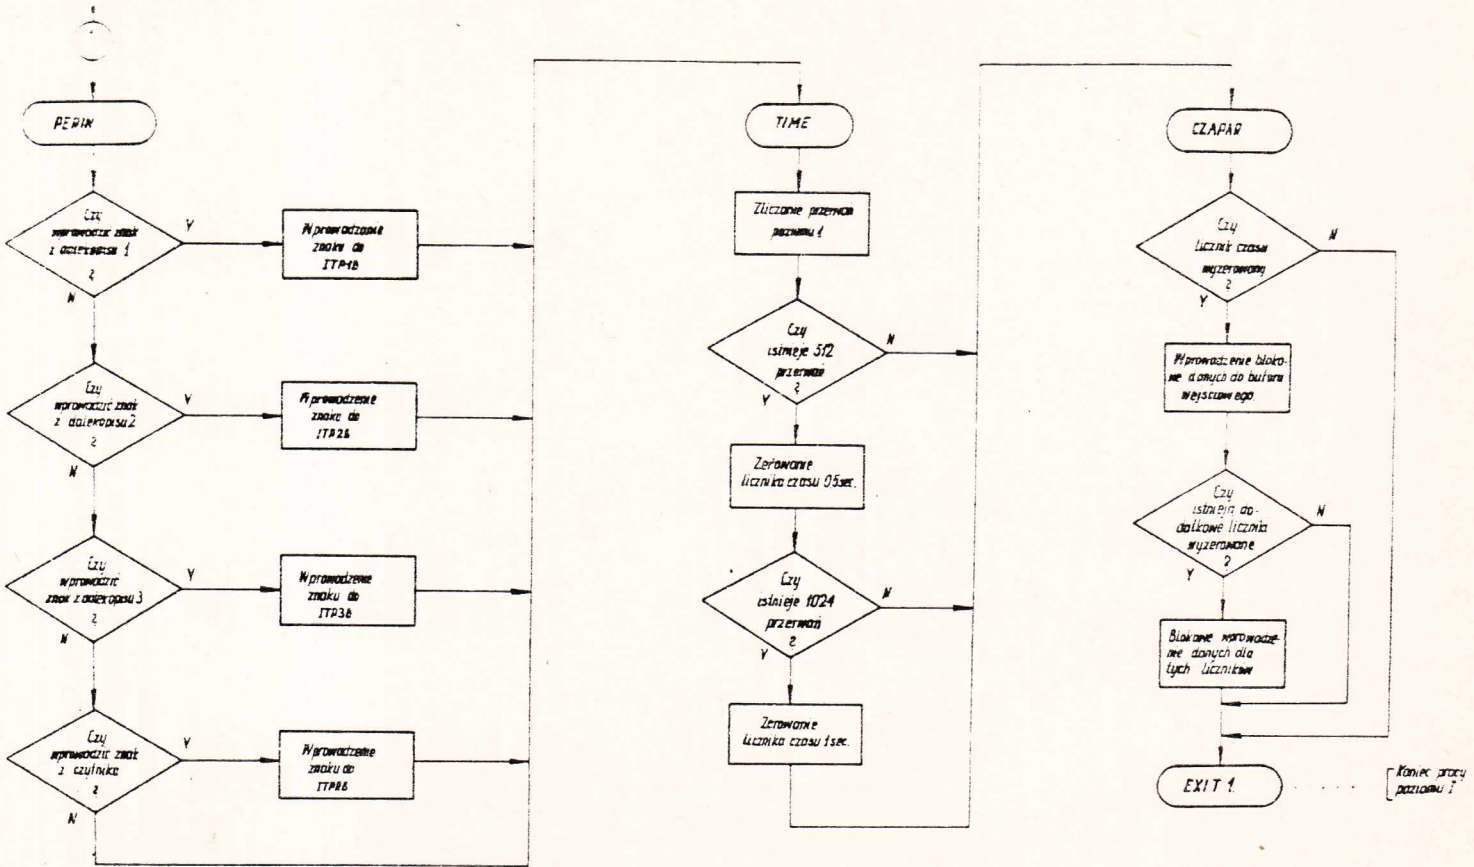 PERIN
Czy
wprowadzić znak
z dalekopisu 1
?
Y
N
Wprowadzanie
znaku do
ITP1B
Czy
wprowadzić znak
z dalekopisu 2
?
Y
N
Wprowadzenie
znaku do
ITP2B
Czy
wprowadzić
znak z dalekopisu 3
?
Y
N
Wprowadzenie
znaku do
ITP3B
Czy
wprowadzić znak
z czytnika
?
Y
N
Wprowadzenie
znaku do
TIME
Zliczanie przerwań
poziomu 1
Czy
istnieje 512
przerwań
?
N
Y
Zerowanie
licznika czasu 05sec.
Czy
istnieje 1024
przerwań
?
N
Y
Zerowanie
licznika czasu 1sec.
CZAPAR
Czy
licznik czasu
wyzerowany
?
N
Y
Wprowadzenie bloko-
we danych do bufora
wejściowego
Czy
istnieją do-
datkowe liczniki
wyzerowane
?
N
Y
Blokowe wprowadze-
nie danych dla
tych liczników
EXIT 1.
Koniec pracy
poziomu I